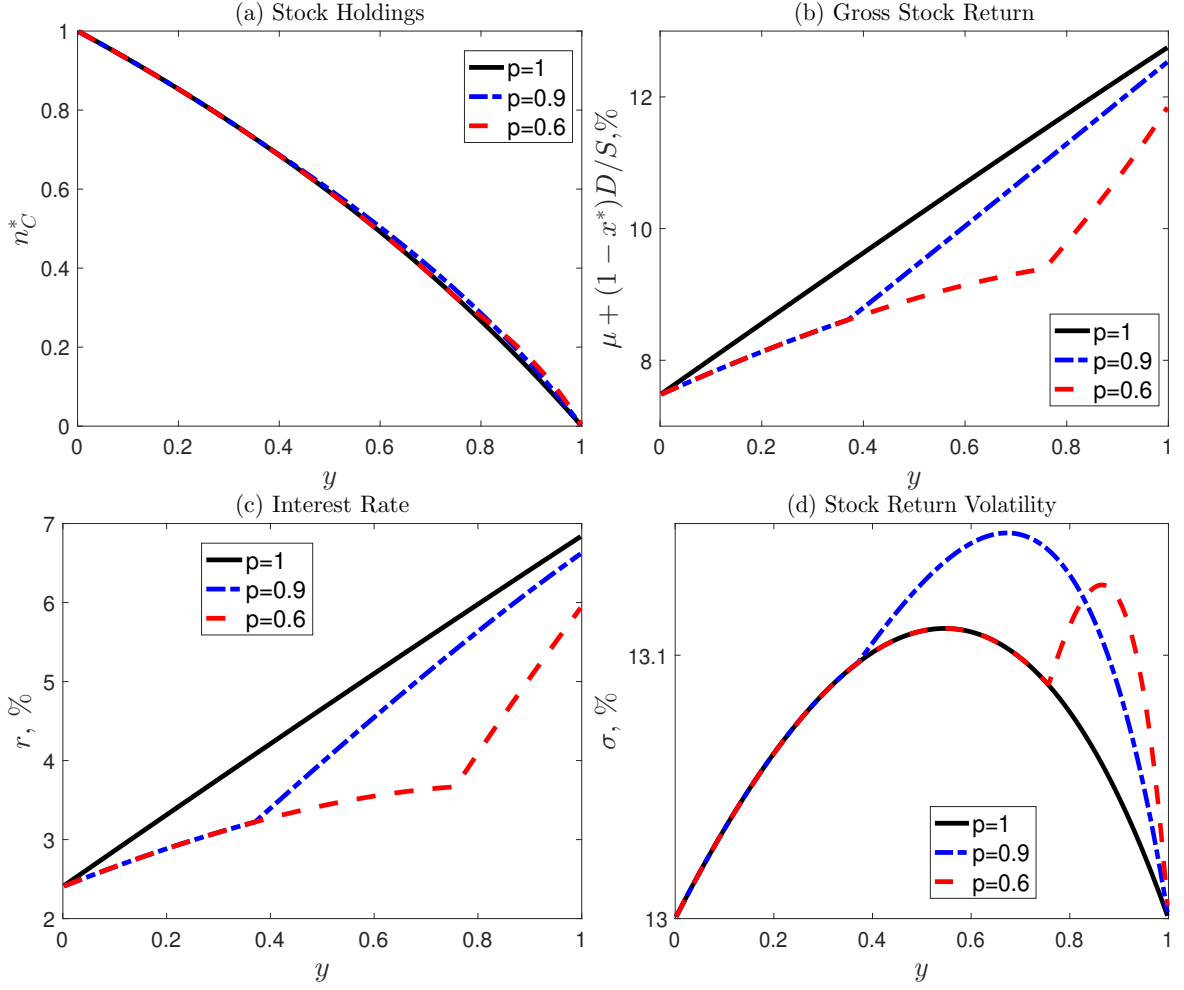 (a) Stock Holdings
n*_C
1
0.8
0.6
0.4
0.2
0
0 0.2 0.4 0.6 0.8 1
y
p=1
p=0.9
p=0.6
(b) Gross Stock Return
μ + (1 − x*)D/S,%
12
10
8
0 0.2 0.4 0.6 0.8 1
y
p=1
p=0.9
p=0.6
(c) Interest Rate
r, %
7
6
5
4
3
2
0 0.2 0.4 0.6 0.8 1
y
p=1
p=0.9
p=0.6
(d) Stock Return Volatility
σ, %
13.1
13
0 0.2 0.4 0.6 0.8 1
y
p=1
p=0.9
p=0.6